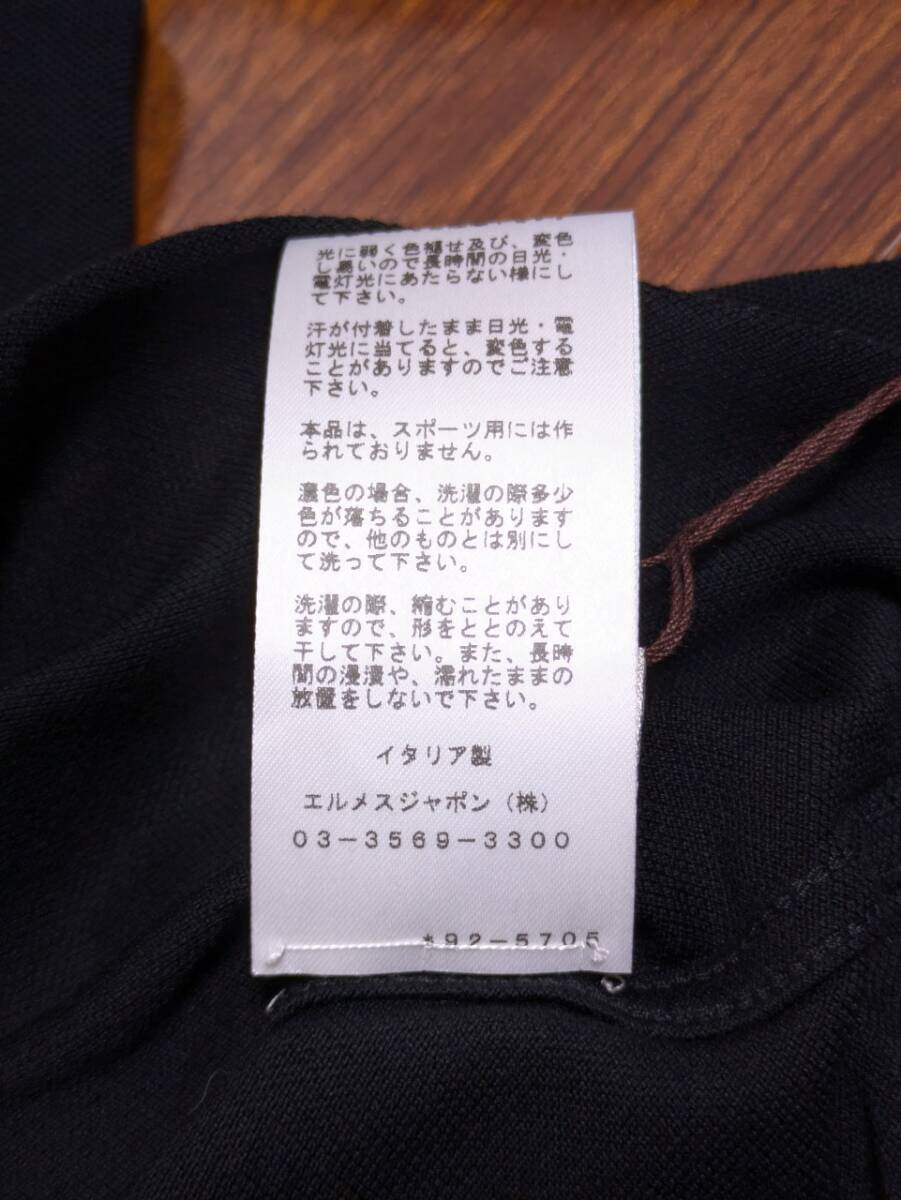 光に弱く色褪せ及び、変色
し易いので長時間の日光・
電灯光にあたらない様にし
て下さい。
汗が付着したまま日光・電
灯光に当てると、変色する
ことがありますのでご注意
下さい。
本品は、スポーツ用には作
られておりません。
濃色の場合、洗濯の際多少
色が落ちることがあります
ので、他のものとは別にし
て洗って下さい。
洗濯の際、縮むことがあり
ますので、形をととのえて
干して下さい。また、長時
間の浸漬や、濡れたままの
放置をしないで下さい。
イタリア製
エルメスジャポン（株）
03－3569－3300
*92－5705